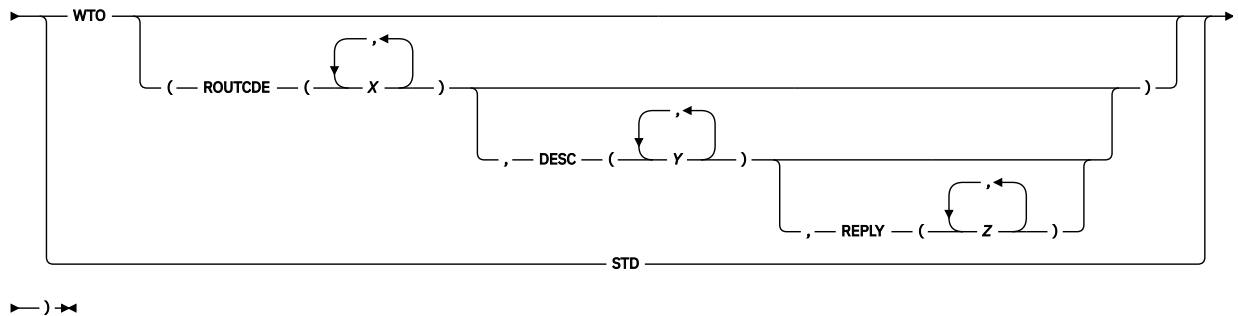 WTO
,
( ROUTCDE ( X ) )
,
, DESC ( Y )
,
, REPLY ( Z )
STD
)